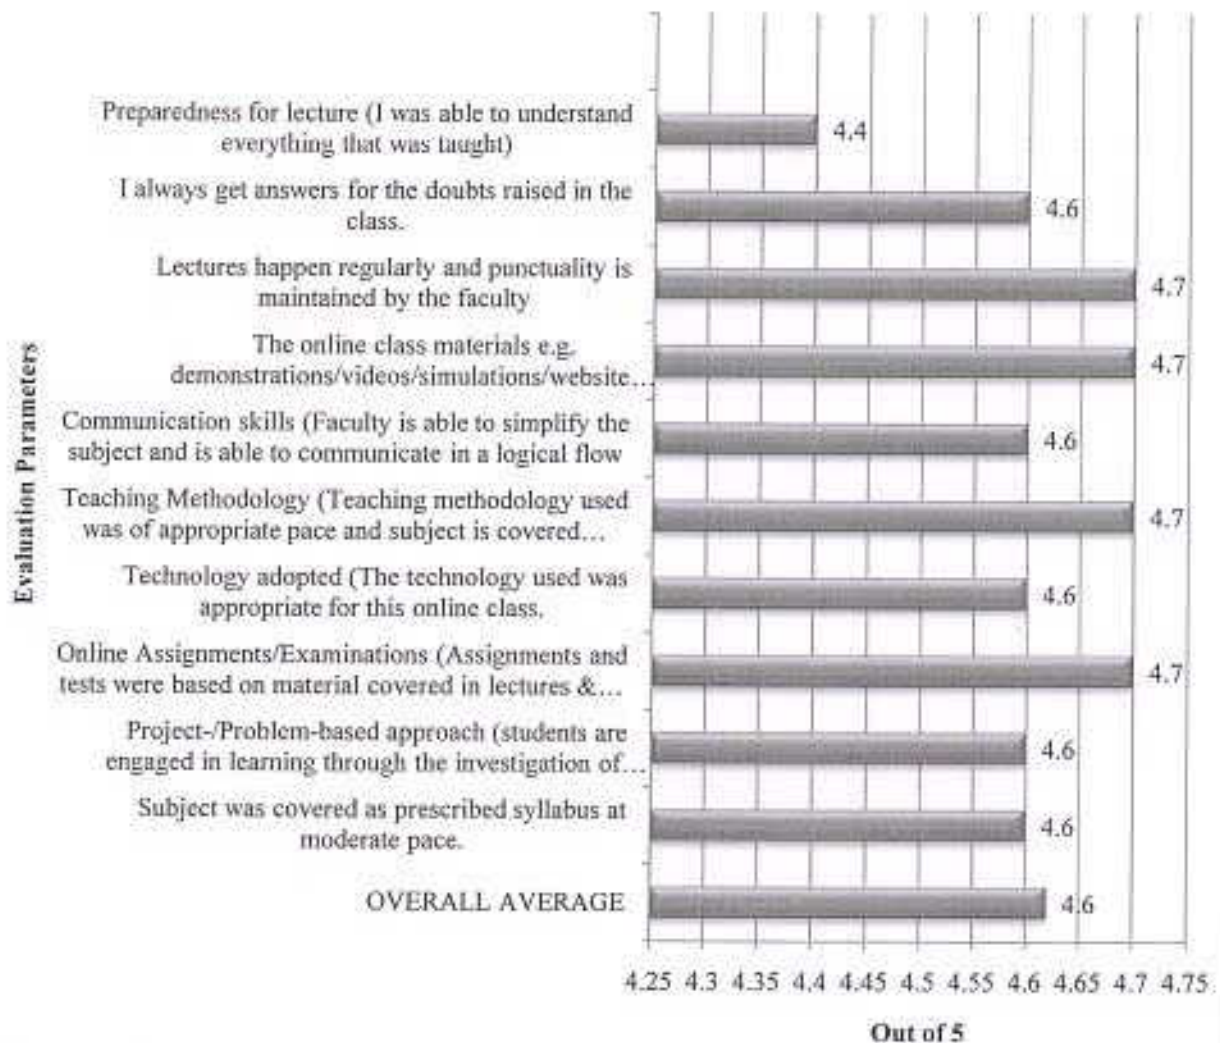 Evaluation Parameters
Preparedness for lecture (I was able to understand
everything that was taught)
4.4
I always get answers for the doubts raised in the
class.
4.6
Lectures happen regularly and punctuality is
maintained by the faculty
4.7
The online class materials e.g.
demonstrations/videos/simulations/website...
4.7
Communication skills (Faculty is able to simplify the
subject and is able to communicate in a logical flow
4.6
Teaching Methodology (Teaching methodology used
was of appropriate pace and subject is covered...
4.7
Technology adopted (The technology used was
appropriate for this online class.
4.6
Online Assignments/Examinations (Assignments and
tests were based on material covered in lectures &...
4.7
Project-/Problem-based approach (students are
engaged in learning through the investigation of...
4.6
Subject was covered as prescribed syllabus at
moderate pace.
4.6
OVERALL AVERAGE
4.6
4.25 4.3 4.35 4.4 4.45 4.5 4.55 4.6 4.65 4.7 4.75
Out of 5